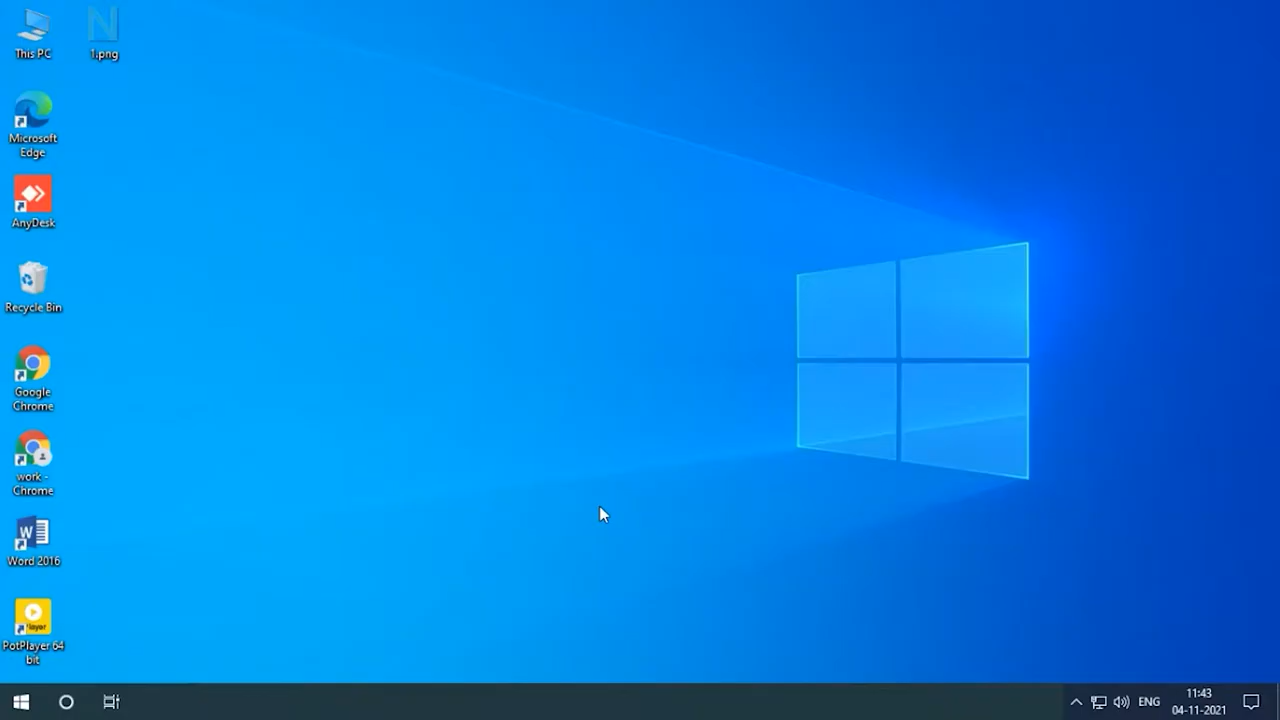 This PC
1.png
Microsoft
Edge
AnyDesk
Recycle Bin
Google
Chrome
work -
Chrome
W
Word 2016
Player
PotPlayer 64
bit
ENG
11:43
04-11-2021